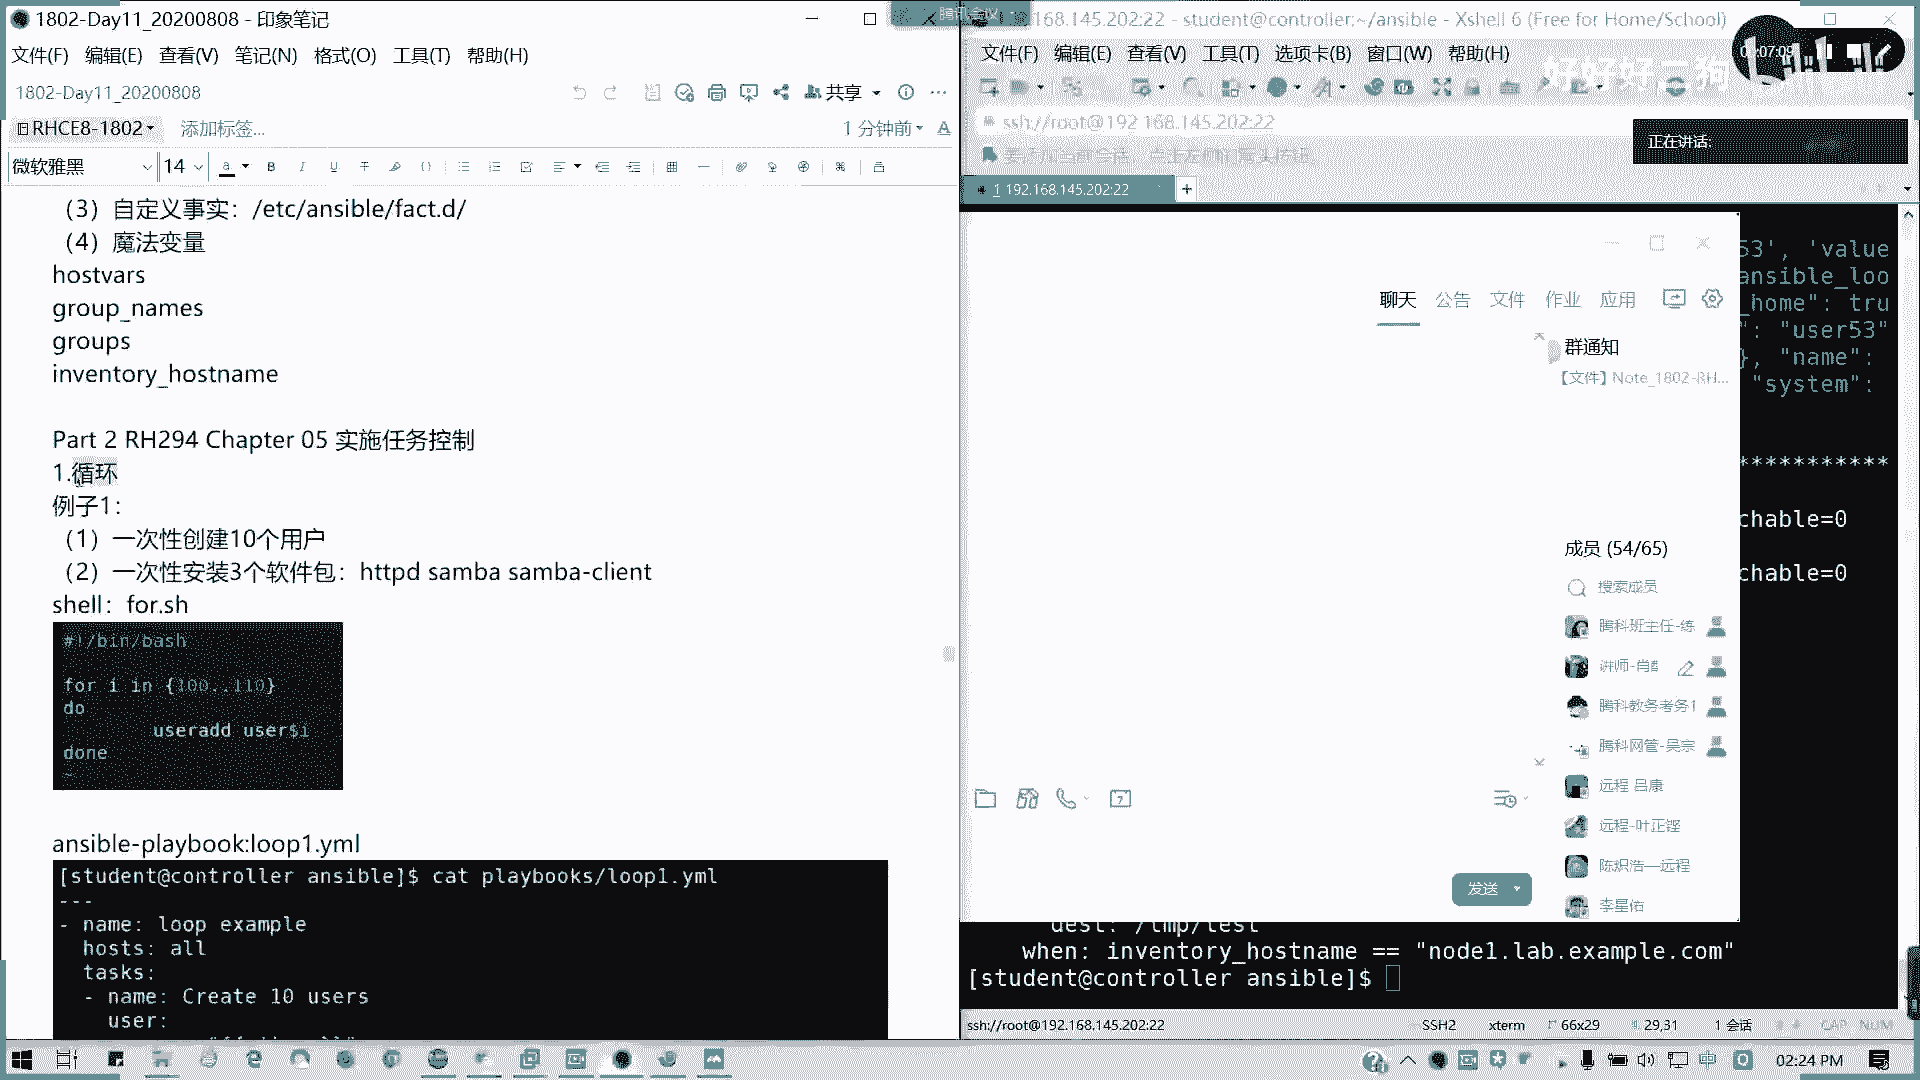 1802-Day11_20200808 - 印象笔记
文件(F) 编辑(E) 查看(V) 笔记(N) 格式(O) 工具(T) 帮助(H)
1802-Day11_20200808
共享
RHCE8-1802
添加标签...
1 分钟前
微软雅黑 14
（3）自定义事实：/etc/ansible/fact.d/
（4）魔法变量
hostvars
group_names
groups
inventory_hostname
Part 2 RH294 Chapter 05 实施任务控制
1.循环
例子1：
（1）一次性创建10个用户
（2）一次性安装3个软件包：httpd samba samba-client
shell：for.sh
#!/bin/bash
for i in {100..110}
do
useradd user$i
done
~
ansible-playbook:loop1.yml
[student@controller ansible]$ cat playbooks/loop1.yml
---
- name: loop example
hosts: all
tasks:
- name: Create 10 users
user:
腾讯会议
168.145.202:22 - student@controller:~/ansible - Xshell 6 (Free for Home/School)
文件(F) 编辑(E) 查看(V) 工具(T) 选项卡(B) 窗口(W) 帮助(H)
ssh://root@192.168.145.202:22
正在讲话:
1 192.168.145.202:22
53', 'value
ansible_loo
_home": tru
": "user53"
}, "name":
"system":
***********
chable=0
chable=0
聊天 公告 文件 作业 应用
群通知
【文件】Note_1802-RH...
成员 (54/65)
搜索成员
腾科班主任-练
腾科教务考务1
腾科网管-吴宗
远程 吕康
远程-叶正铿
陈炽浩—远程
李星佑
发送
dest: /tmp/test
when: inventory_hostname == "node1.lab.example.com"
[student@controller ansible]$
ssh://root@192.168.145.202:22
SSH2
xterm
66x29
29,31
1 会话
CAP NUM
中
02:24 PM